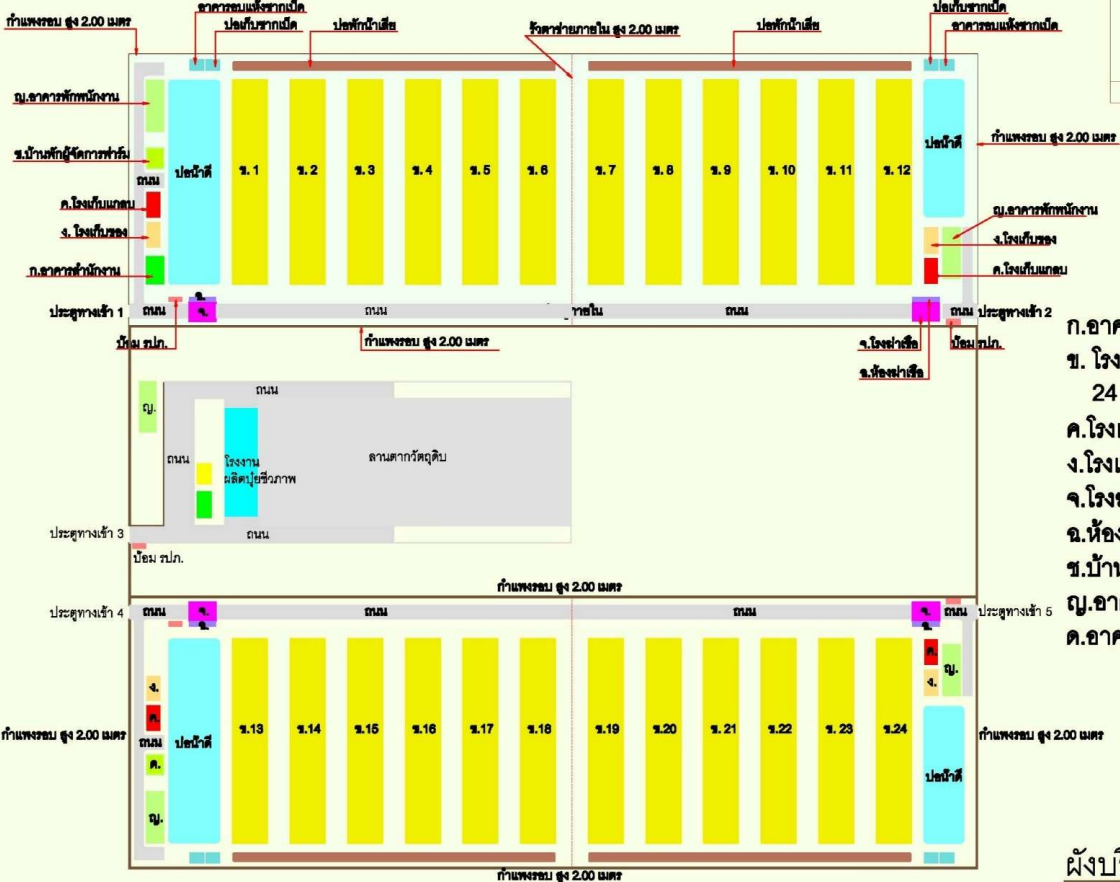 อาคารอบแห้งซากเป็ด
บ่อเก็บซากเป็ด
กำแพงรอบ สูง 2.00 เมตร
บ่อพักน้ำเสีย
รั้วตาข่ายภายใน สูง 2.00 เมตร
บ่อพักน้ำเสีย
บ่อเก็บซากเป็ด
อาคารอบแห้งซากเป็ด
ญ.อาคารพักพนักงาน
ช.บ้านพักผู้จัดการฟาร์ม
ถนน
ค.โรงเก็บแกลบ
ง. โรงเก็บของ
ก.อาคารสำนักงาน
บ่อน้ำดี
ข. 1
ข. 2
ข. 3
ข. 4
ข. 5
ข. 6
ข. 7
ข. 8
ข. 9
ข. 10
ข. 11
ข. 12
บ่อน้ำดี
กำแพงรอบ สูง 2.00 เมตร
ญ.อาคารพักพนักงาน
ง.โรงเก็บของ
ค.โรงเก็บแกลบ
ประตูทางเข้า 1
ถนน
ฉ.
จ.
ถนน
ภายใน
ถนน
ถนน
ประตูทางเข้า 2
ป้อม รปภ.
กำแพงรอบ สูง 2.00 เมตร
จ.โรงฆ่าเชื้อ
ฉ.ห้องฆ่าเชื้อ
ป้อม รปภ.
ก.อาค
ข. โรง
24
ค.โรงเ
ง.โรงเ
จ.โรงฆ
ฉ.ห้อง
ช.บ้าน
ญ.อาค
ด.อาค
ถนน
ญ.
ถนน
โรงงาน
ผลิตปุ๋ยชีวภาพ
ลานตากวัตถุดิบ
ประตูทางเข้า 3
ถนน
ป้อม รปภ.
กำแพงรอบ สูง 2.00 เมตร
ประตูทางเข้า 4
ถนน
จ.
ฉ.
ถนน
ถนน
จ.
ฉ.
ถนน
ประตูทางเข้า 5
ง.
ค.
ถนน
ด.
ญ.
กำแพงรอบ สูง 2.00 เมตร
บ่อน้ำดี
ข.13
ข.14
ข.15
ข.16
ข.17
ข.18
ข.19
ข.20
ข. 21
ข.22
ข. 23
ข.24
ค.
ง.
ญ.
บ่อน้ำดี
กำแพงรอบ สูง 2.00 เมตร
กำแพงรอบ สูง 2.00 เมตร
ผังบริ